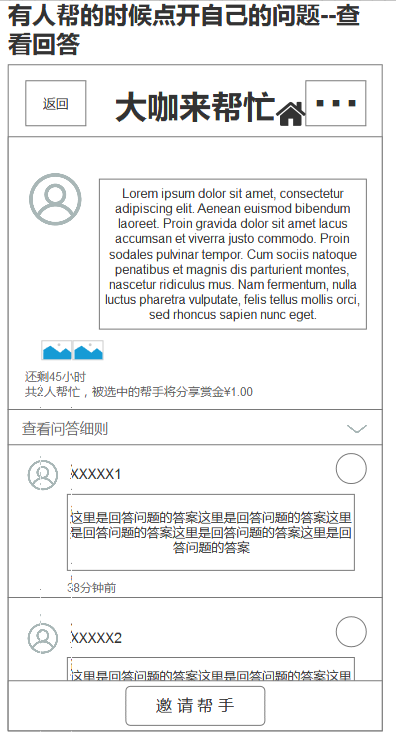 有人帮的时候点开自己的问题--查
看回答
返回
大咖来帮忙
Lorem ipsum dolor sit amet, consectetur
adipiscing elit. Aenean euismod bibendum
laoreet. Proin gravida dolor sit amet lacus
accumsan et viverra justo commodo. Proin
sodales pulvinar tempor. Cum sociis natoque
penatibus et magnis dis parturient montes,
nascetur ridiculus mus. Nam fermentum, nulla
luctus pharetra vulputate, felis tellus mollis orci,
sed rhoncus sapien nunc eget.
还剩45小时
共2人帮忙，被选中的帮手将分享赏金¥1.00
查看问答细则
XXXXX1
这里是回答问题的答案这里是回答问题的答案这里
是回答问题的答案这里是回答问题的答案这里是回
答问题的答案
38分钟前
XXXXX2
这里是回答问题的答案这里是回答问题的答案这里
邀请帮手